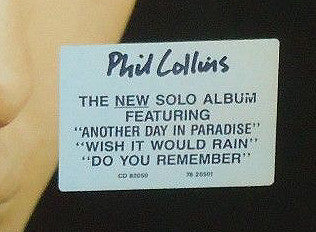 Phil Collins
THE NEW SOLO ALBUM
FEATURING
"ANOTHER DAY IN PARADISE"
"WISH IT WOULD RAIN"
"DO YOU REMEMBER"
CD 82050 78 20501